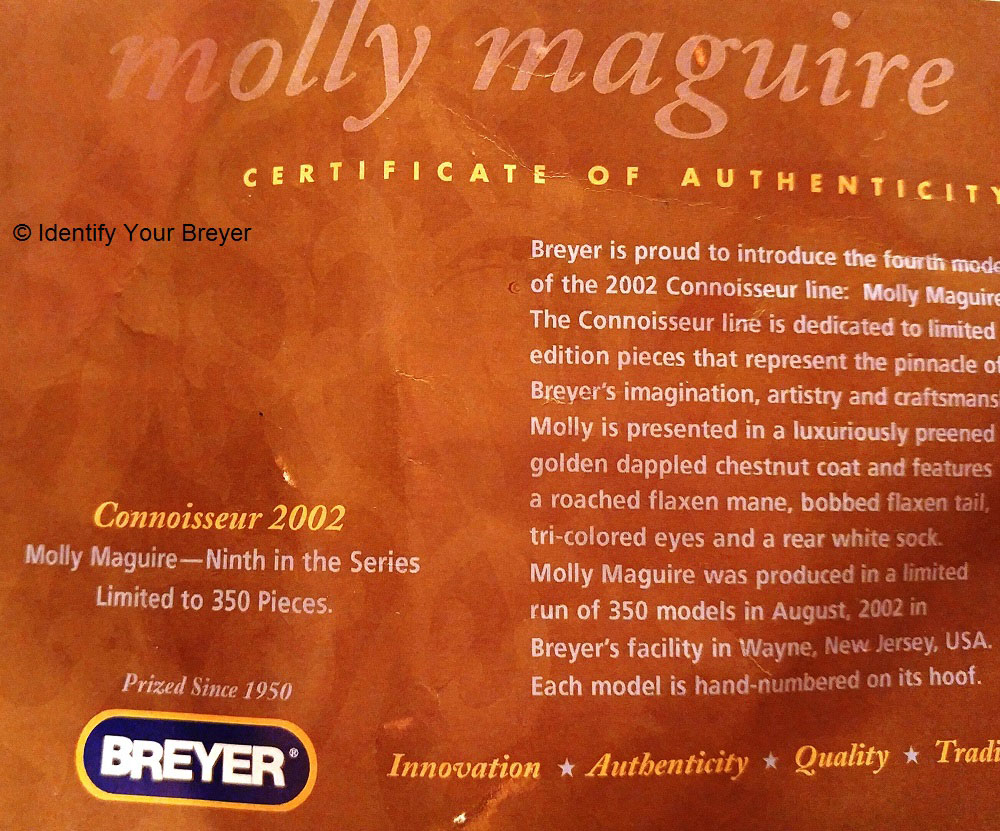 molly maguire
CERTIFICATE OF AUTHENTICITY
© Identify Your Breyer
Breyer is proud to introduce the fourth mode
of the 2002 Connoisseur line: Molly Maguire
The Connoisseur line is dedicated to limited
edition pieces that represent the pinnacle of
Breyer's imagination, artistry and craftsmans
Molly is presented in a luxuriously preened
golden dappled chestnut coat and features
a roached flaxen mane, bobbed flaxen tail,
tri-colored eyes and a rear white sock.
Molly Maguire was produced in a limited
run of 350 models in August, 2002 in
Breyer's facility in Wayne, New Jersey, USA.
Each model is hand-numbered on its hoof.
Connoisseur 2002
Molly Maguire—Ninth in the Series
Limited to 350 Pieces.
Prized Since 1950
BREYER®
Innovation ★ Authenticity ★ Quality ★ Tradi